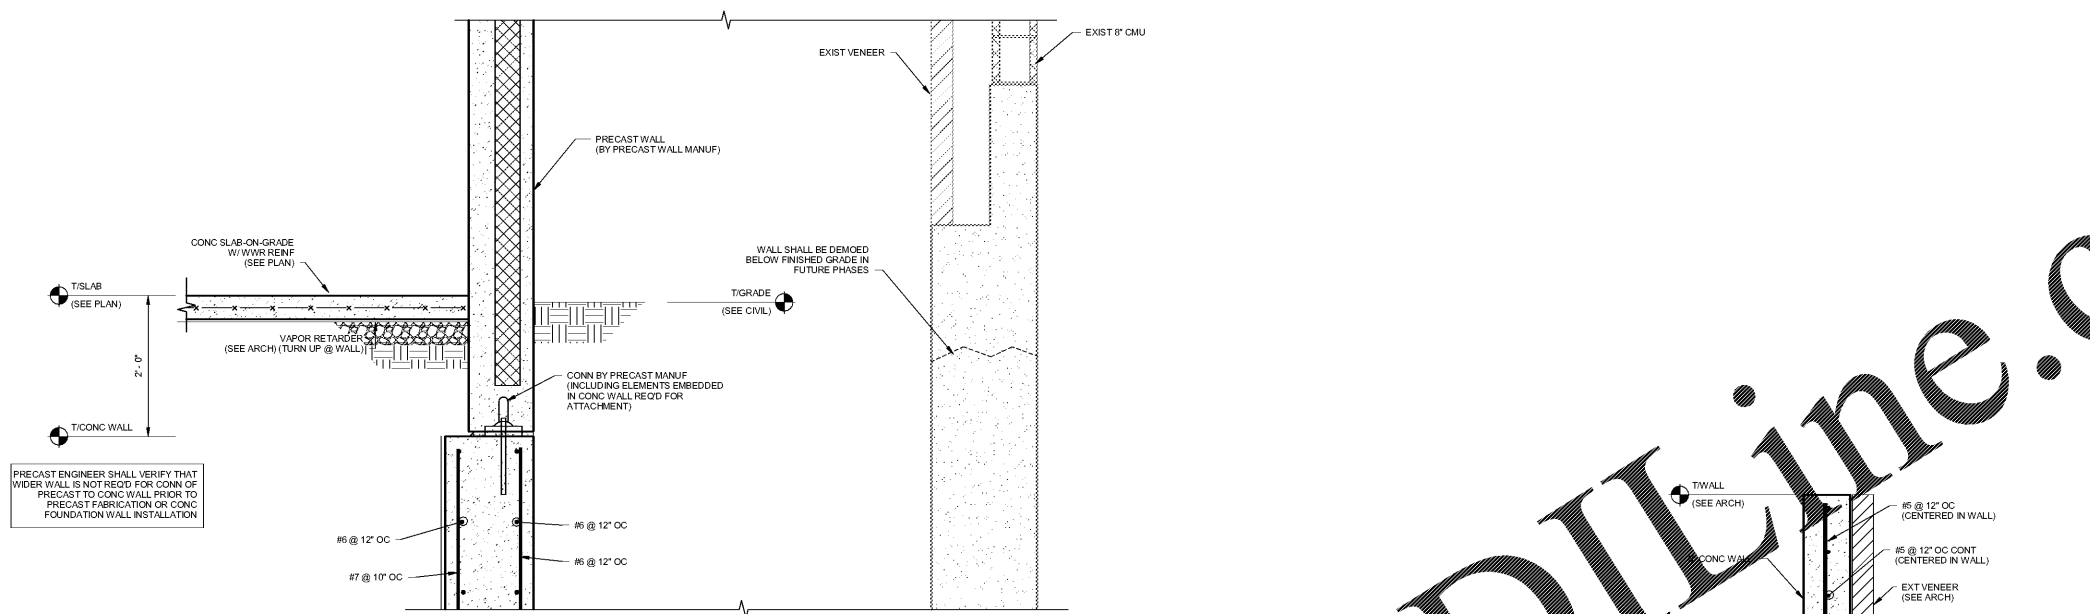 EXIST 8" CMU
EXIST VENEER
PRECAST WALL
(BY PRECAST WALL MANUF)
CONC SLAB-ON-GRADE
W/ WWR REINF
(SEE PLAN)
WALL SHALL BE DEMOED
BELOW FINISHED GRADE IN
FUTURE PHASES
T/SLAB
(SEE PLAN)
T/GRADE
(SEE CIVIL)
VAPOR RETARDER
(SEE ARCH) (TURN UP @ WALL)
2' - 0"
CONN BY PRECAST MANUF
(INCLUDING ELEMENTS EMBEDDED
IN CONC WALL REQ'D FOR
ATTACHMENT)
T/CONC WALL
PRECAST ENGINEER SHALL VERIFY THAT
WIDER WALL IS NOT REQ'D FOR CONN OF
PRECAST TO CONC WALL PRIOR TO
PRECAST FABRICATION OR CONC
FOUNDATION WALL INSTALLATION
#6 @ 12" OC
#6 @ 12" OC
#6 @ 12" OC
#7 @ 10" OC
T/WALL
(SEE ARCH)
#5 @ 12" OC
(CENTERED IN WALL)
#5 @ 12" OC CONT
(CENTERED IN WALL)
CONC WALL
EXT VENEER
(SEE ARCH)
DLine.c